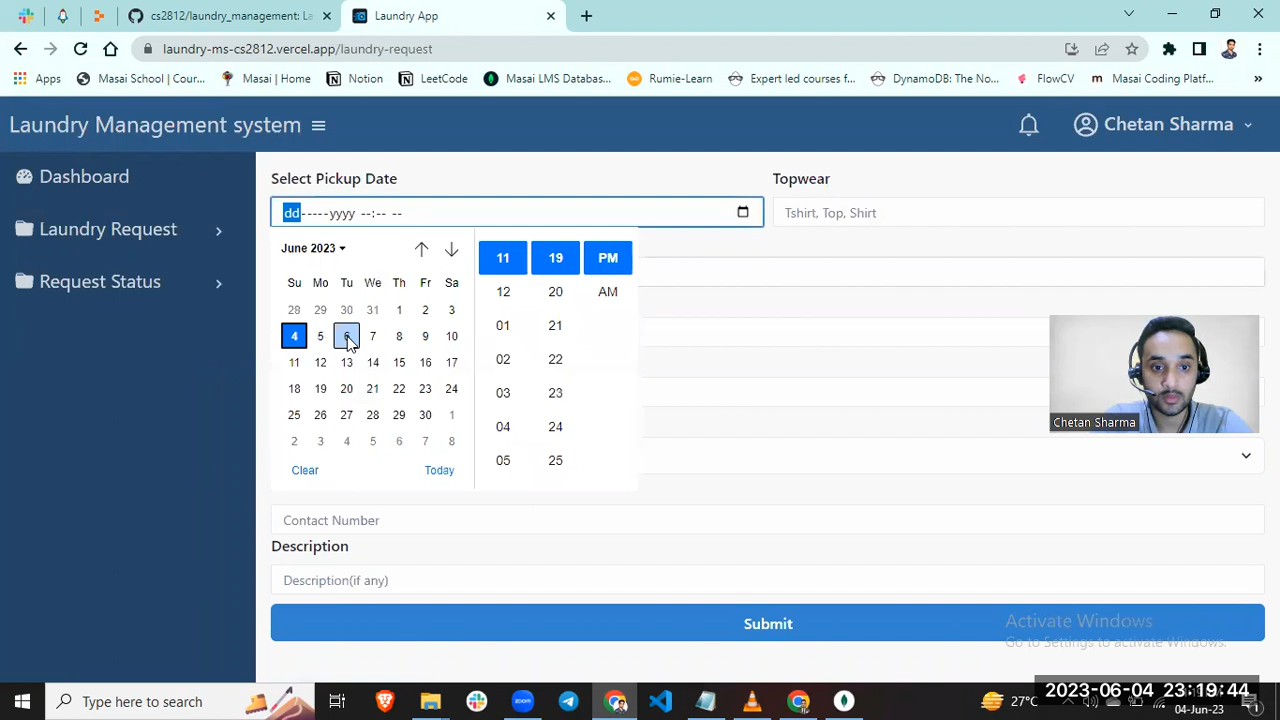 cs2812/laundry_management: L
Laundry App
laundry-ms-cs2812.vercel.app/laundry-request
Apps
Masai School | Cour...
Masai | Home
Notion
LeetCode
Masai LMS Databas...
Rumie-Learn
Expert led courses f...
DynamoDB: The No...
FlowCV
Masai Coding Platf...
»
Laundry Management system
Chetan Sharma
Dashboard
Laundry Request
Request Status
Select Pickup Date
Topwear
dd-----yyyy --:-- --
Tshirt, Top, Shirt
June 2023
Su Mo Tu We Th Fr Sa
28 29 30 31 1 2 3
4 5 6 7 8 9 10
11 12 13 14 15 16 17
18 19 20 21 22 23 24
25 26 27 28 29 30 1
2 3 4 5 6 7 8
Clear
Today
11 19 PM
12 20 AM
01 21
02 22
03 23
04 24
05 25
Chetan Sharma
Contact Number
Description
Description(if any)
Submit
Activate Windows
Go to Settings to activate Windows.
Type here to search
zoom
27°C
2023-06-04 23:19:44
04-Jun-23